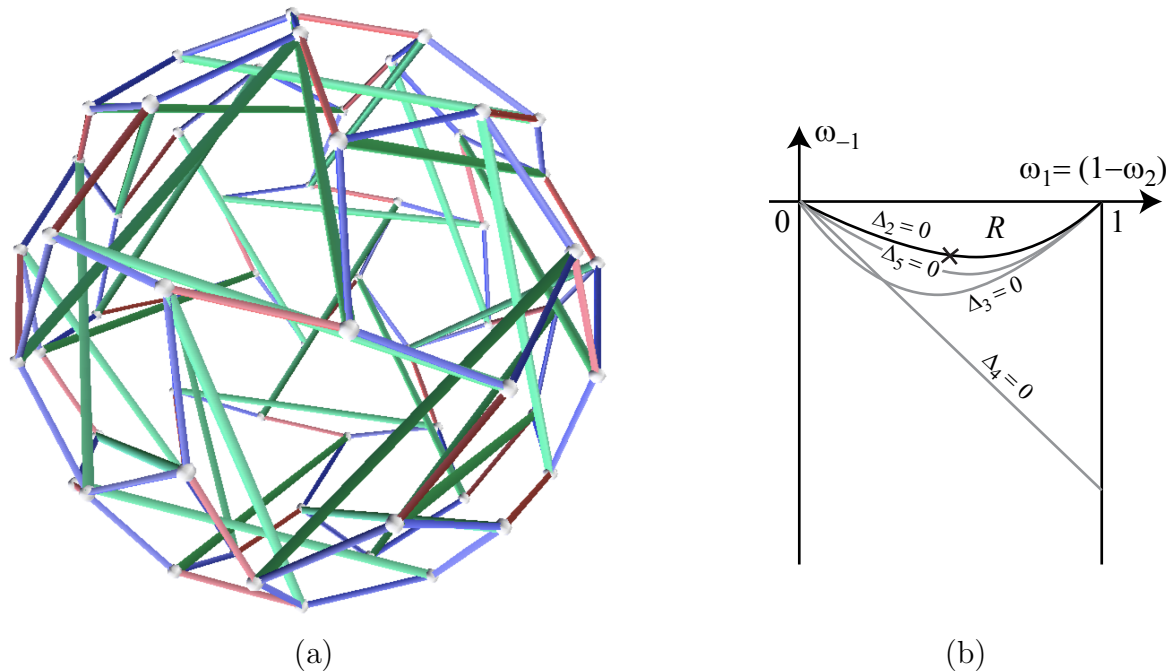 ω₋₁
ω₁= (1−ω₂)
0
1
R
Δ₂ = 0
Δ₅ = 0
Δ₃ = 0
Δ₄ = 0
(a)
(b)